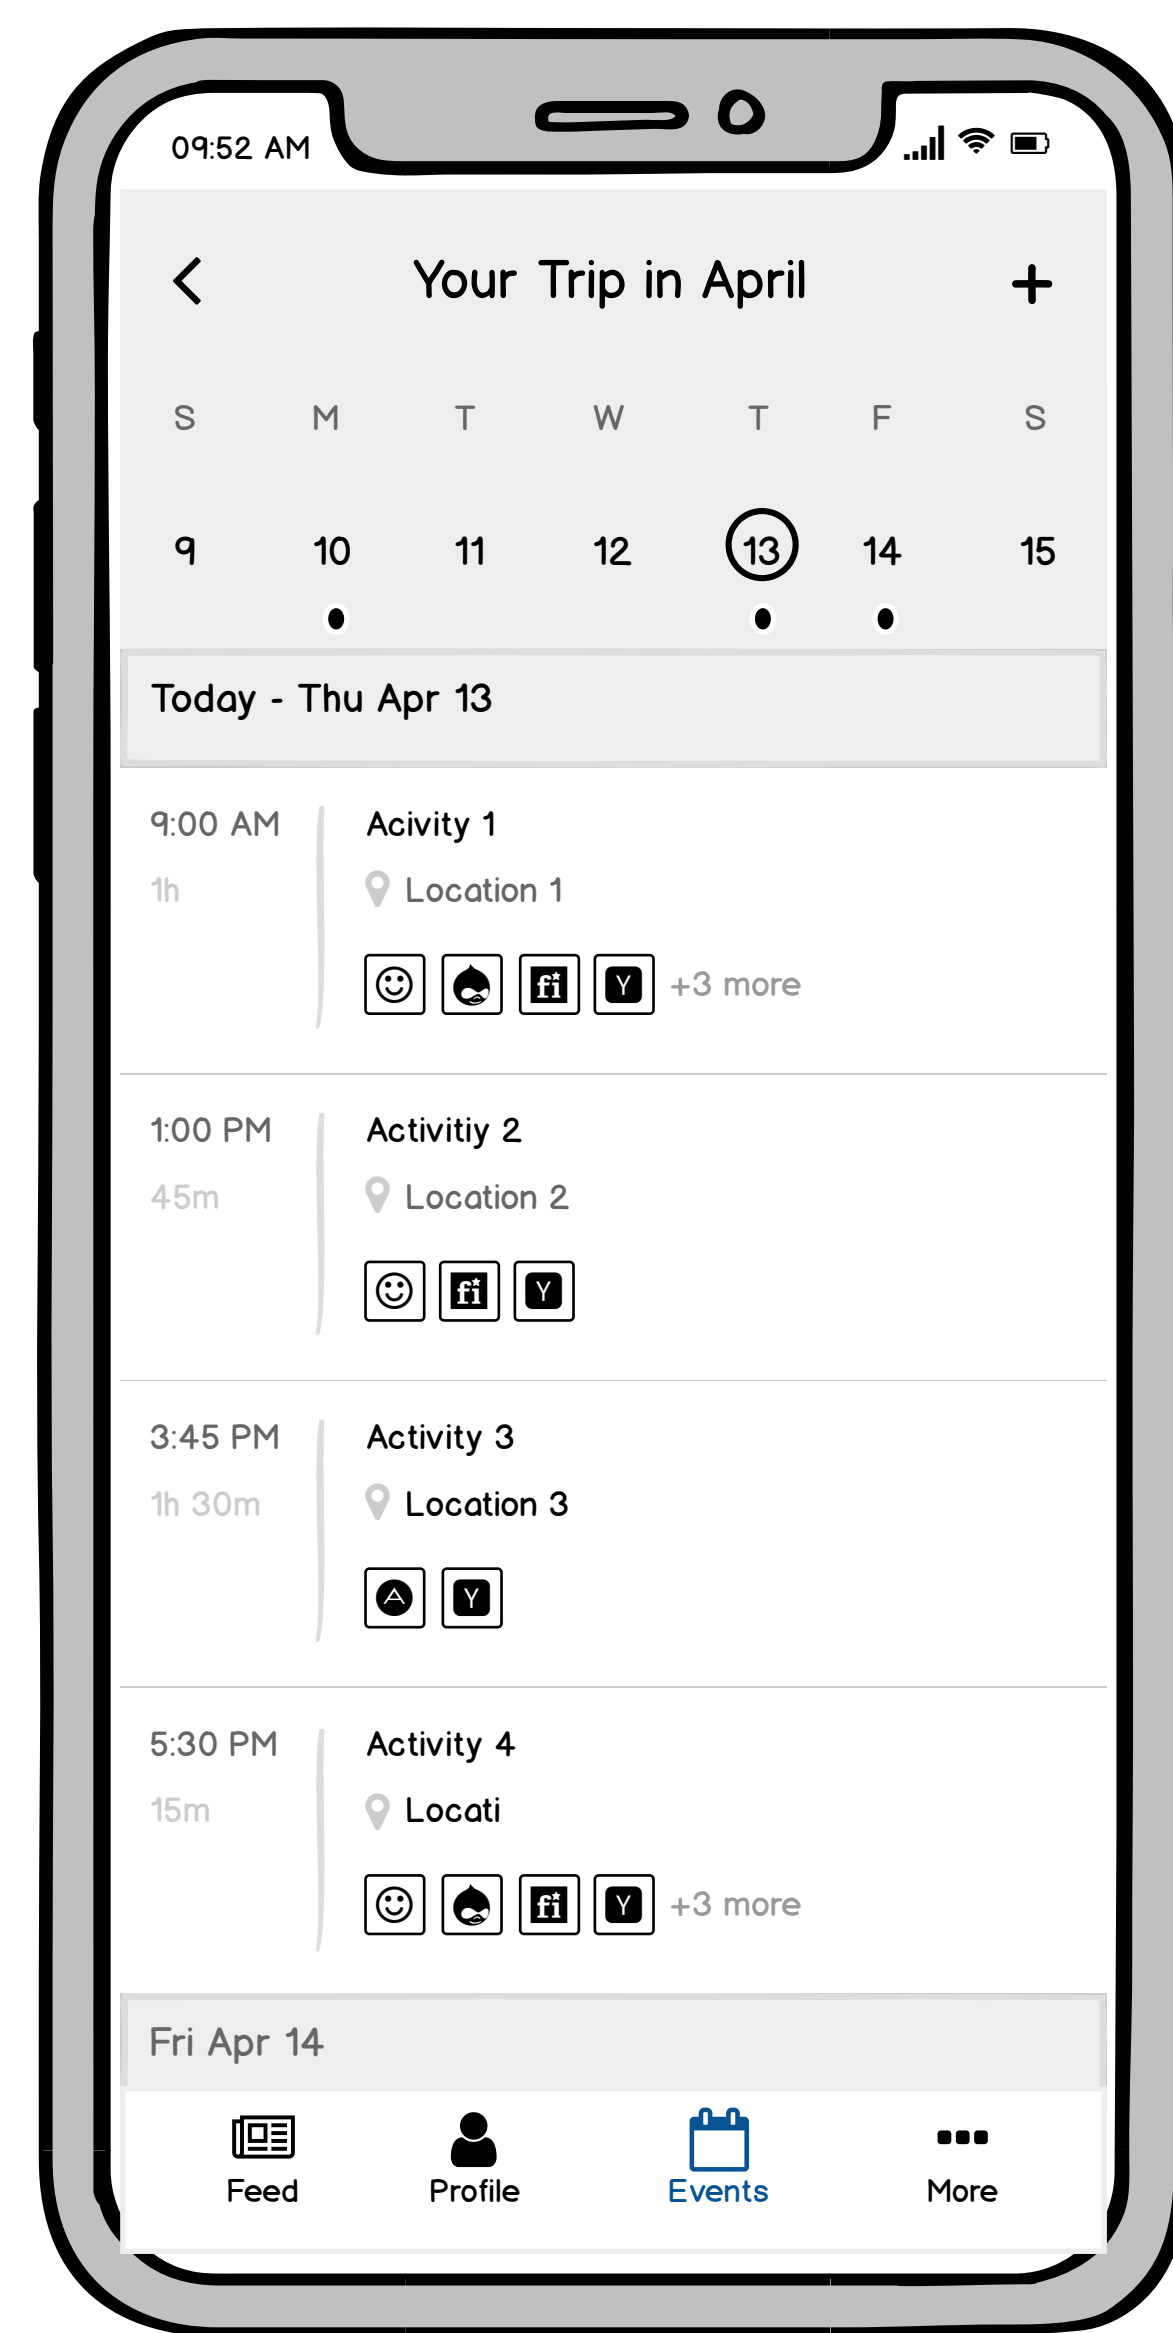 09:52 AM
Your Trip in April +
S M T W T F S
9 10 11 12 13 14 15
Today - Thu Apr 13
9:00 AM Acivity 1
1h Location 1
fi Y +3 more
1:00 PM Activitiy 2
45m Location 2
fi Y
3:45 PM Activity 3
1h 30m Location 3
A Y
5:30 PM Activity 4
15m Locati
fi Y +3 more
Fri Apr 14
Feed Profile Events More